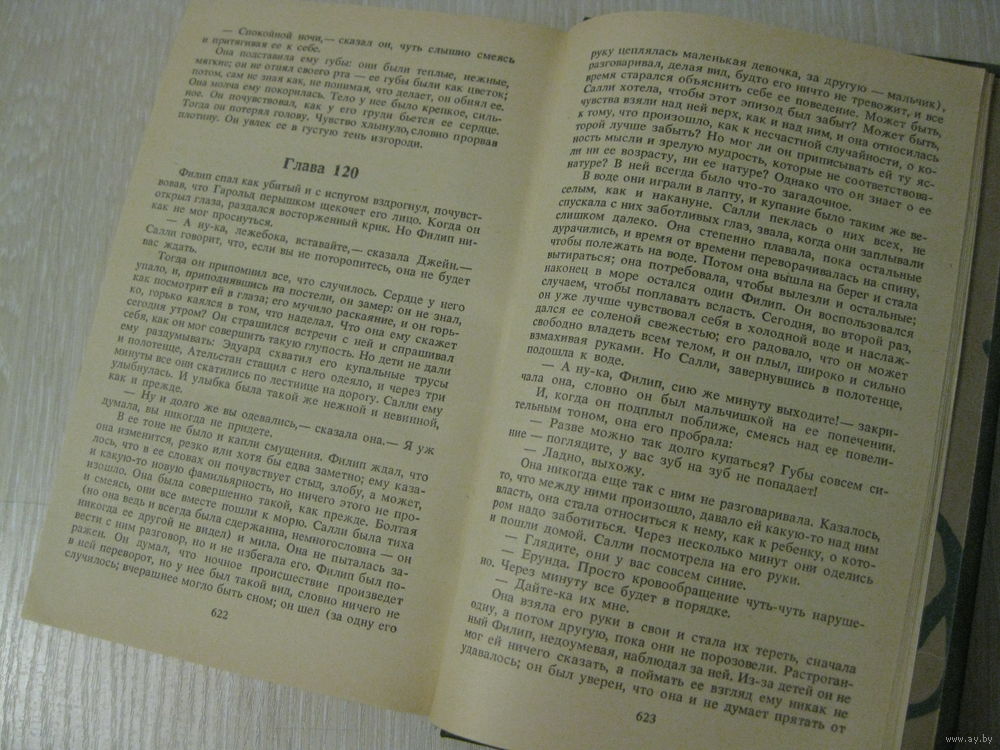 — Спокойной ночи,— сказал он, чуть слышно смеясь
и притягивая ее к себе.
Она подставила ему губы: они были теплые, нежные,
мягкие; он не отнял своего рта — ее губы были как цветок;
потом, сам не зная как, не понимая, что делает, он обнял ее.
Она молча ему покорилась. Тело у нее было крепкое, силь-
ное. Он почувствовал, как у его груди бьется ее сердце.
Тогда он потерял голову. Чувство хлынуло, словно прорвав
плотину. Он увлек ее в густую тень изгороди.
Глава 120
Филип спал как убитый и с испугом вздрогнул, почувст-
вовав, что Гарольд перышком щекочет его лицо. Когда он
открыл глаза, раздался восторженный крик. Но Филип ни-
как не мог проснуться.
— А ну-ка, лежебока, вставайте,— сказала Джейн.—
Салли говорит, что, если вы не поторопитесь, она не будет
вас ждать.
Тогда он припомнил все, что случилось. Сердце у него
упало, и, приподнявшись на постели, он замер: он не знал,
как посмотрит ей в глаза; его мучило раскаяние, и он горь-
ко, горько каялся в том, что наделал. Что она ему скажет
сегодня утром? Он страшился встречи с ней и спрашивал
себя, как он мог совершить такую глупость. Но дети не дали
ему раздумывать: Эдуард схватил его купальные трусы
и полотенце, Ательстан стащил с него одеяло, и через три
минуты все они скатились по лестнице на дорогу. Салли ему
улыбнулась. И улыбка была такой же нежной и невинной,
как и прежде.
— Ну и долго же вы одевались,— сказала она.— Я уж
думала, вы никогда не придете.
В ее тоне не было и капли смущения. Филип ждал, что
она изменится, резко или хотя бы едва заметно; ему каза-
лось, что в ее словах он почувствует стыд, злобу, а может,
и какую-то новую фамильярность, но ничего этого не про-
изошло. Она была совершенно такой, как прежде. Болтая
и смеясь, они все вместе пошли к морю. Салли была тиха
(но она ведь и всегда была сдержанна, немногословна — он
никогда ее другой не видел) и мила. Она не пыталась за-
вести с ним разговор, но и не избегала его. Филип был по-
ражен. Он думал, что ночное происшествие произведет
в ней переворот, но у нее был такой вид, словно ничего не
случилось; вчерашнее могло быть сном; он шел (за одну его
622
руку цеплялась маленькая девочка, за другую — мальчик),
разговаривал, делая вид, будто его ничто не тревожит, и все
время старался объяснить себе ее поведение. Может быть,
Салли хотела, чтобы этот эпизод был забыт? Может быть,
чувства взяли над ней верх, как и над ним, и она относилась
к тому, что произошло, как к несчастной случайности, о ко-
торой лучше забыть? Но мог ли он приписывать ей ту яс-
ность мысли и зрелую мудрость, которые не соответствова-
ли ни ее возрасту, ни ее натуре? Однако что он знает о ее
натуре? В ней всегда было что-то загадочное.
В воде они играли в лапту, и купание было таким же ве-
селым, как и накануне. Салли пеклась о них всех, не
спускала с них заботливых глаз, звала, когда они заплывали
слишком далеко. Она степенно плавала, пока остальные
дурачились, и время от времени переворачивалась на спину,
чтобы полежать на воде. Потом она вышла на берег и стала
вытираться; она потребовала, чтобы вылезли и остальные;
наконец в море остался один Филип. Он воспользовался
случаем, чтобы поплавать всласть. Сегодня, во второй раз,
он уже лучше чувствовал себя в холодной воде и наслаж-
дался ее соленой свежестью; его радовало, что он может
свободно владеть всем телом, и он плыл, широко и сильно
взмахивая руками. Но Салли, завернувшись в полотенце,
подошла к воде.
— А ну-ка, Филип, сию же минуту выходите!— закри-
чала она, словно он был мальчишкой на ее попечении.
И, когда он подплыл поближе, смеясь над ее повели-
тельным тоном, она его пробрала:
— Разве можно так долго купаться? Губы совсем си-
ние — поглядите, у вас зуб на зуб не попадает!
— Ладно, выхожу.
Она никогда еще так с ним не разговаривала. Казалось,
то, что между ними произошло, давало ей какую-то над ним
власть, она стала относиться к нему, как к ребенку, о кото-
ром надо заботиться. Через несколько минут они оделись
и пошли домой. Салли посмотрела на его руки.
— Глядите, они у вас совсем синие.
— Ерунда. Просто кровообращение чуть-чуть наруше-
но. Через минуту все будет в порядке.
— Дайте-ка их мне.
Она взяла его руки в свои и стала их тереть, сначала
одну, а потом другую, пока они не порозовели. Растроган-
ный Филип, недоумевая, наблюдал за ней. Из-за детей он не
мог ей ничего сказать, а поймать ее взгляд ему никак не
удавалось; он был уверен, что она и не думает прятать от
623
www.ay.by